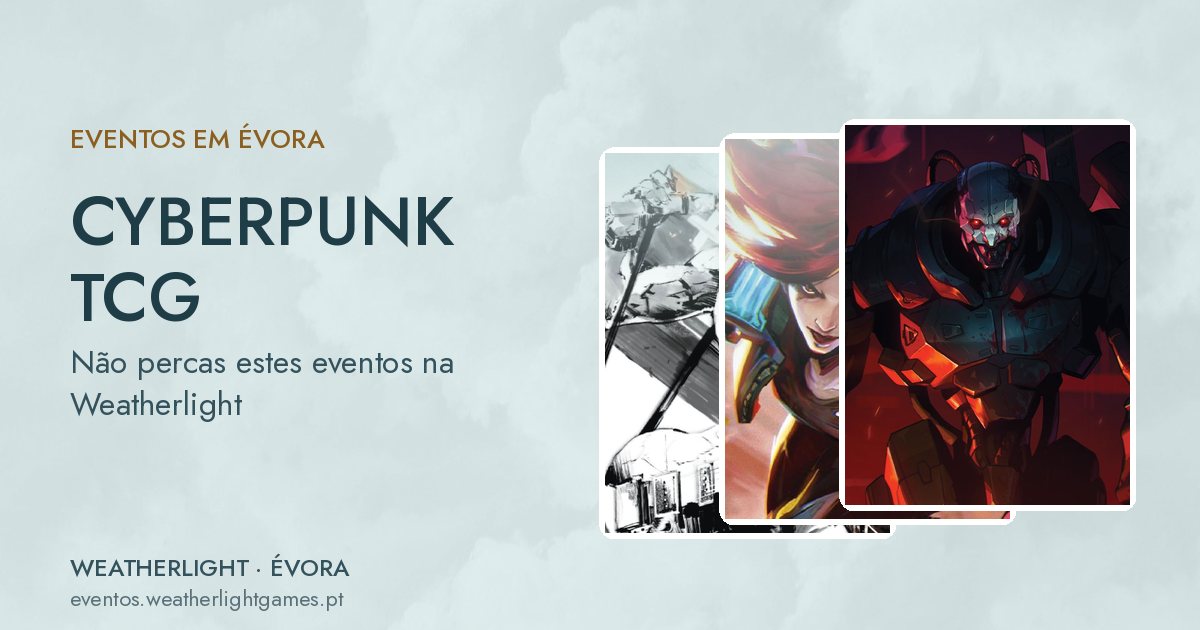 EVENTOS EM ÉVORA
CYBERPUNK
TCG
Não percas estes eventos na
Weatherlight
WEATHERLIGHT · ÉVORA
eventos.weatherlightgames.pt